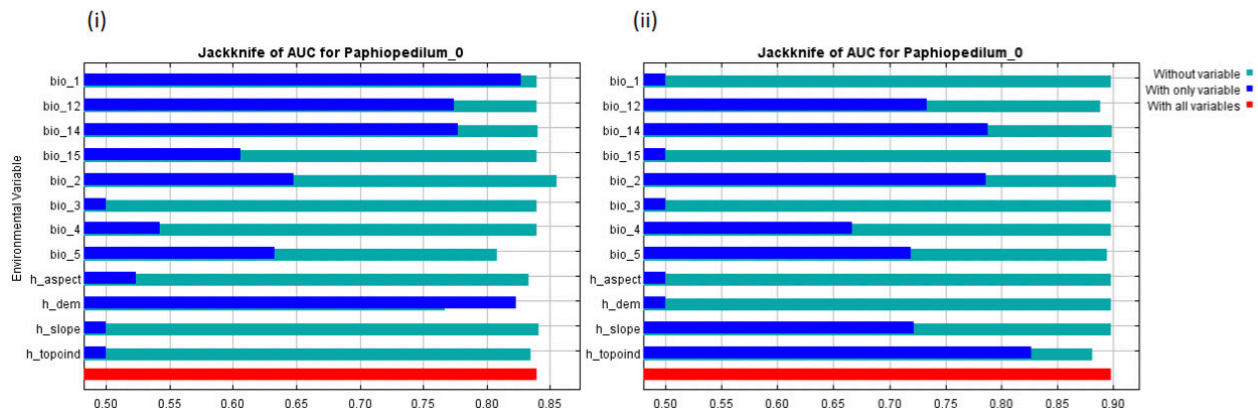 (i)
Jackknife of AUC for Paphiopedilum_0
Environmental Variable
bio_1
bio_12
bio_14
bio_15
bio_2
bio_3
bio_4
bio_5
h_aspect
h_dem
h_slope
h_topoind
0.50 0.55 0.60 0.65 0.70 0.75 0.80 0.85
(ii)
Jackknife of AUC for Paphiopedilum_0
bio_1
bio_12
bio_14
bio_15
bio_2
bio_3
bio_4
bio_5
h_aspect
h_dem
h_slope
h_topoind
0.50 0.55 0.60 0.65 0.70 0.75 0.80 0.85 0.90
Without variable
With only variable
With all variables